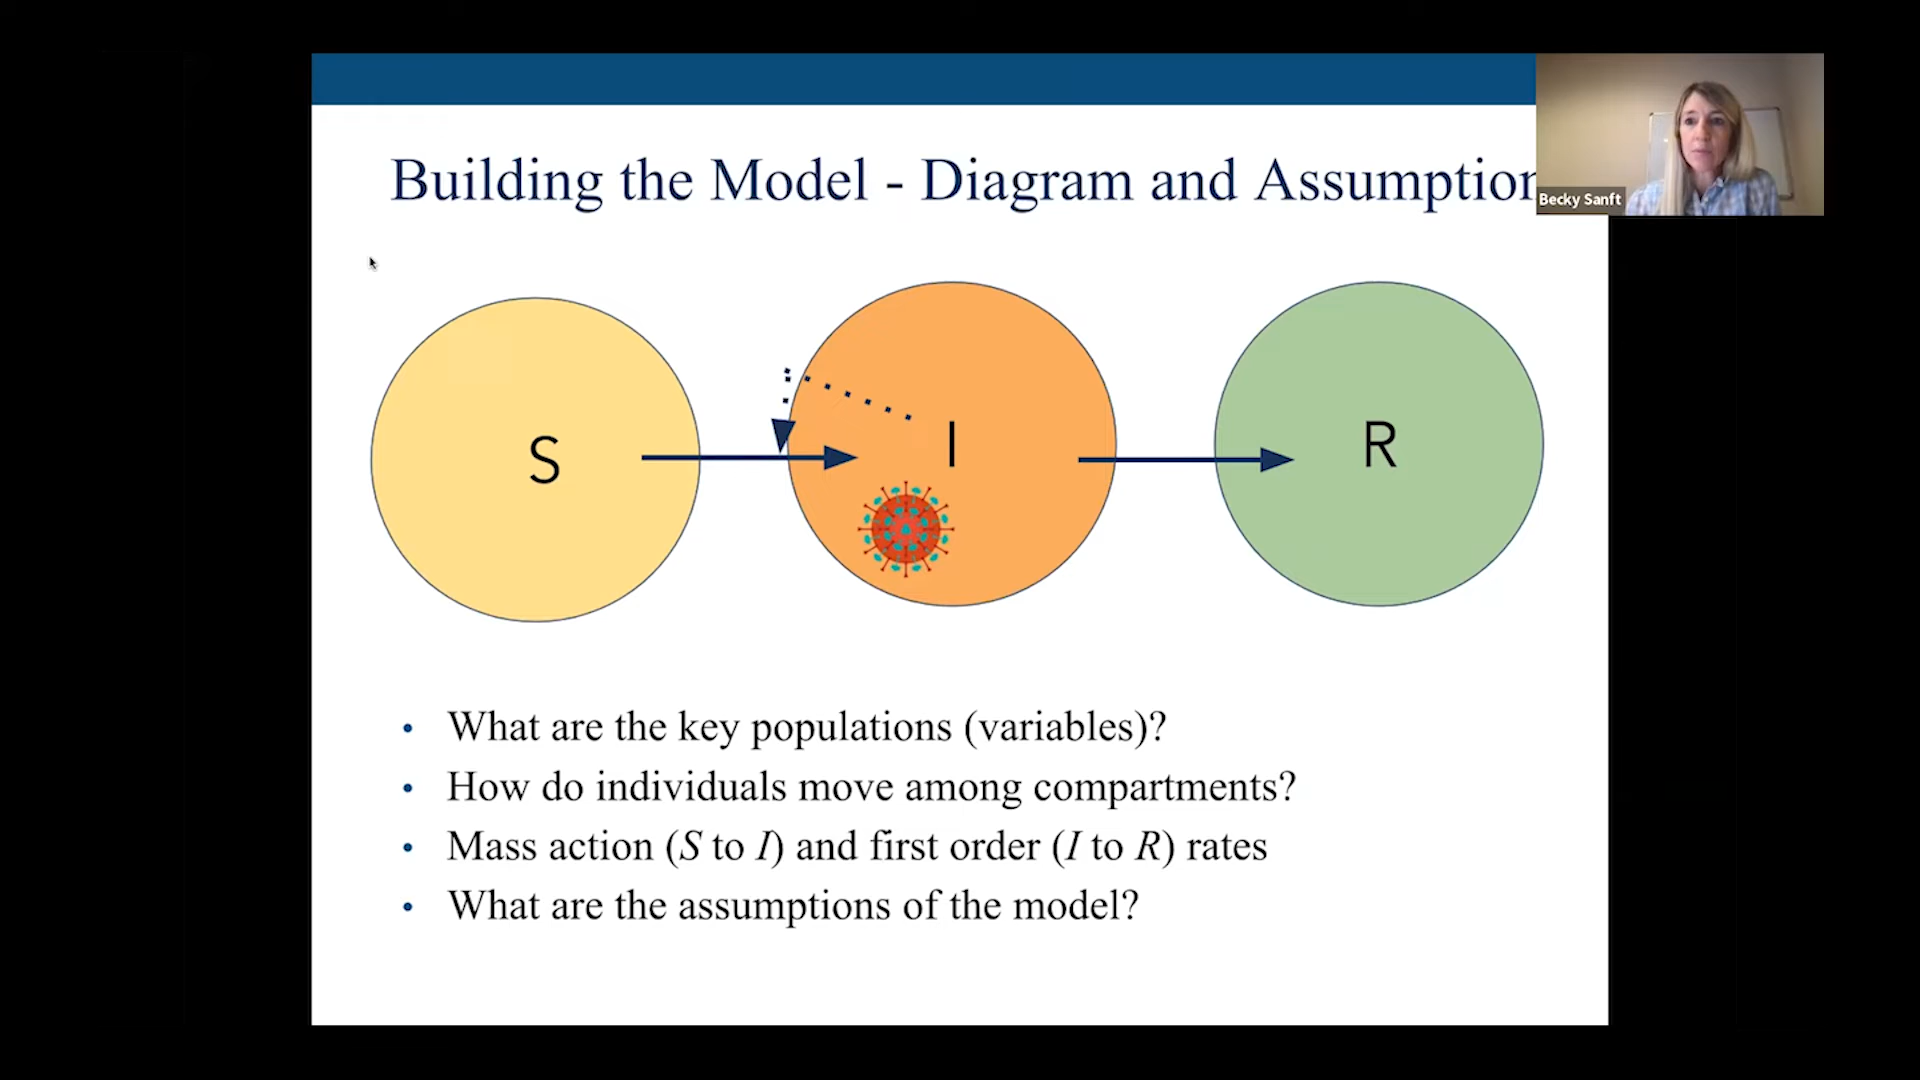 Building the Model - Diagram and Assumption
Becky Sanft
S
I
R
• What are the key populations (variables)?
• How do individuals move among compartments?
• Mass action (S to I) and first order (I to R) rates
• What are the assumptions of the model?